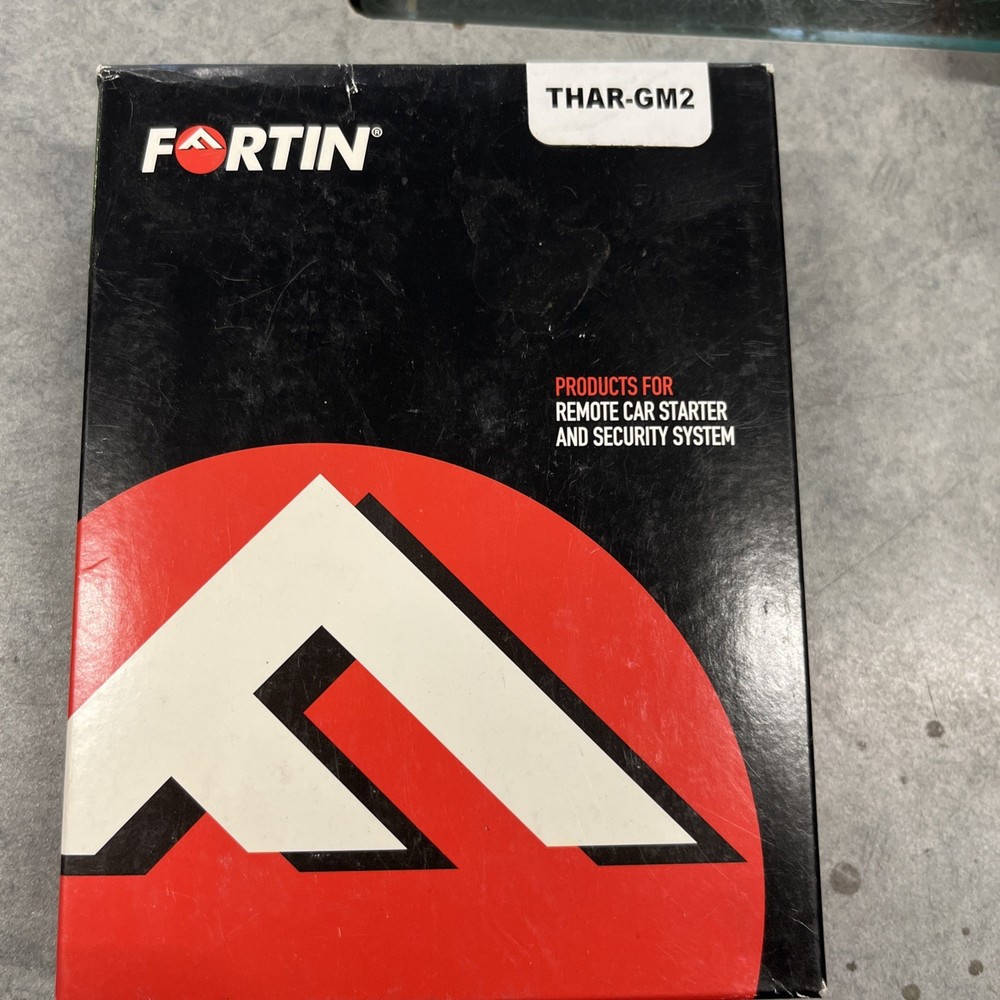 THAR-GM2
FORTIN®
PRODUCTS FOR
REMOTE CAR STARTER
AND SECURITY SYSTEM